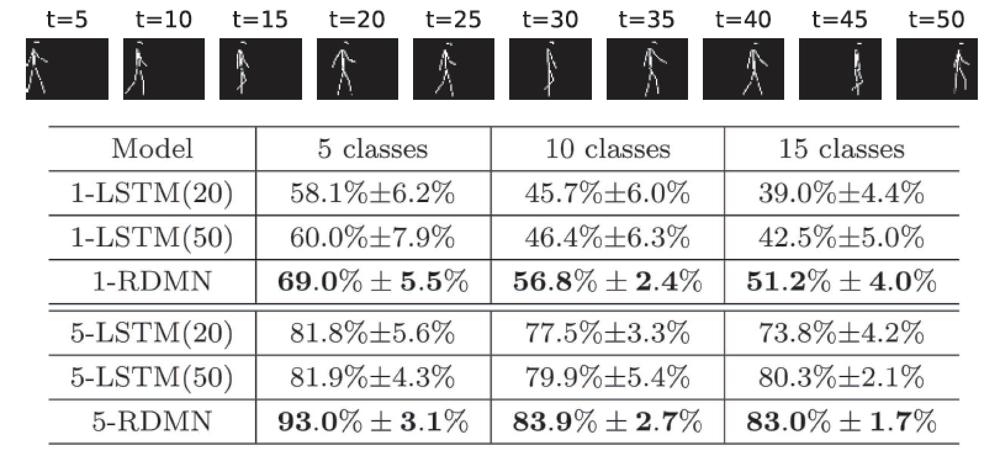 t=5 t=10 t=15 t=20 t=25 t=30 t=35 t=40 t=45 t=50
Model 5 classes 10 classes 15 classes
1-LSTM(20) 58.1%±6.2% 45.7%±6.0% 39.0%±4.4%
1-LSTM(50) 60.0%±7.9% 46.4%±6.3% 42.5%±5.0%
1-RDMN 69.0% ± 5.5% 56.8% ± 2.4% 51.2% ± 4.0%
5-LSTM(20) 81.8%±5.6% 77.5%±3.3% 73.8%±4.2%
5-LSTM(50) 81.9%±4.3% 79.9%±5.4% 80.3%±2.1%
5-RDMN 93.0% ± 3.1% 83.9% ± 2.7% 83.0% ± 1.7%